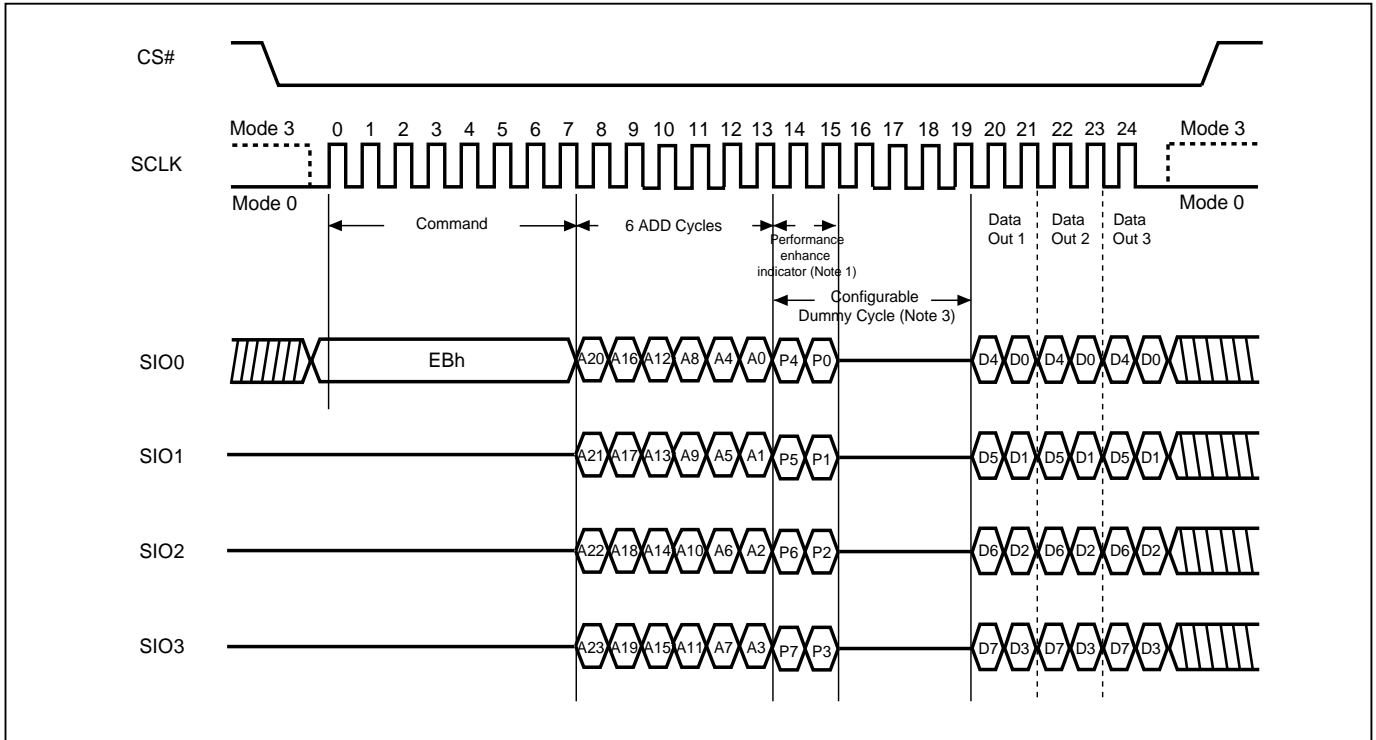 CS#
Mode 3 0 1 2 3 4 5 6 7 8 9 10 11 12 13 14 15 16 17 18 19 20 21 22 23 24 Mode 3
SCLK
Mode 0 Mode 0
Command 6 ADD Cycles Performance enhance indicator (Note 1) Data Out 1 Data Out 2 Data Out 3
Configurable
Dummy Cycle (Note 3)
SIO0 EBh A20 A16 A12 A8 A4 A0 P4 P0 D4 D0 D4 D0 D4 D0
SIO1 A21 A17 A13 A9 A5 A1 P5 P1 D5 D1 D5 D1 D5 D1
SIO2 A22 A18 A14 A10 A6 A2 P6 P2 D6 D2 D6 D2 D6 D2
SIO3 A23 A19 A15 A11 A7 A3 P7 P3 D7 D3 D7 D3 D7 D3